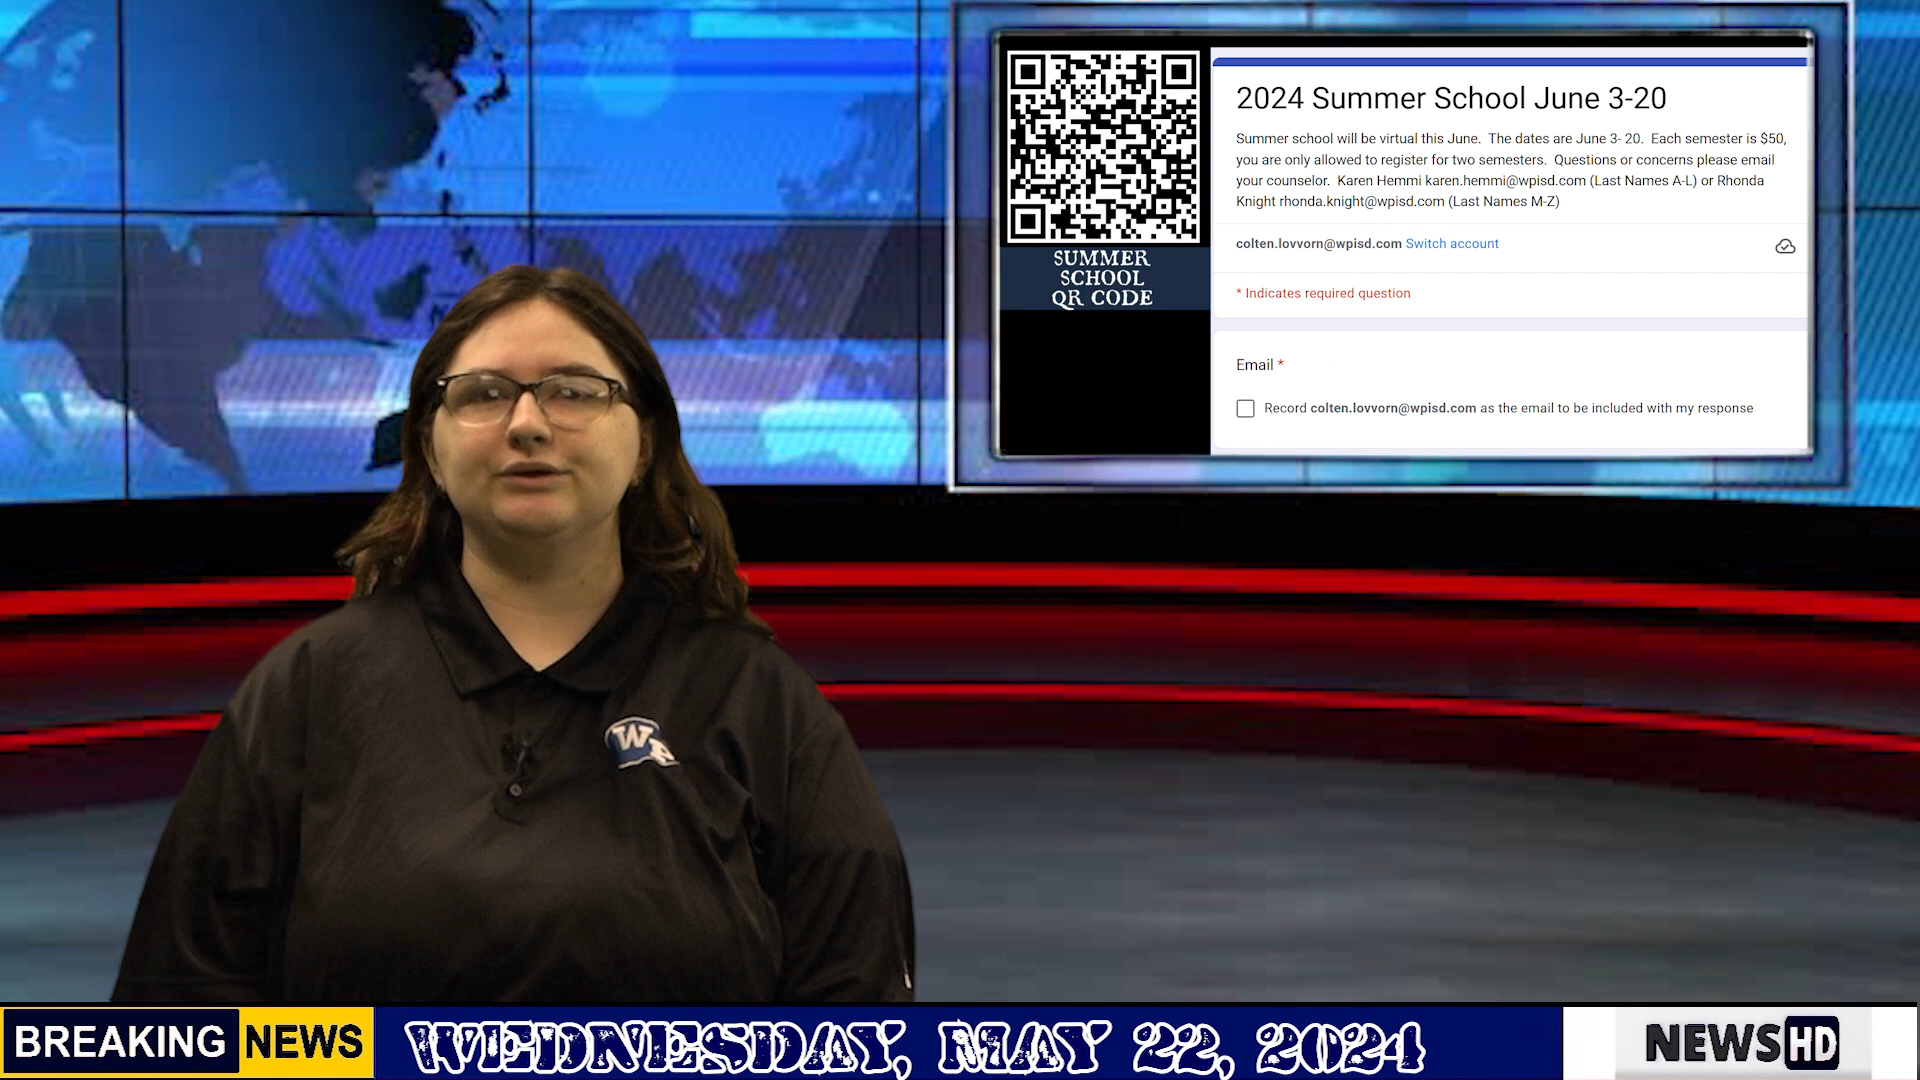 2024 Summer School June 3-20
Summer school will be virtual this June. The dates are June 3- 20. Each semester is $50,
you are only allowed to register for two semesters. Questions or concerns please email
your counselor. Karen Hemmi karen.hemmi@wpisd.com (Last Names A-L) or Rhonda
Knight rhonda.knight@wpisd.com (Last Names M-Z)
colten.lovvorn@wpisd.com Switch account
* Indicates required question
Email *
Record colten.lovvorn@wpisd.com as the email to be included with my response
SUMMER
SCHOOL
QR CODE
W
BREAKING NEWS
WEDNESDAY, MAY 22, 2024
NEWS HD